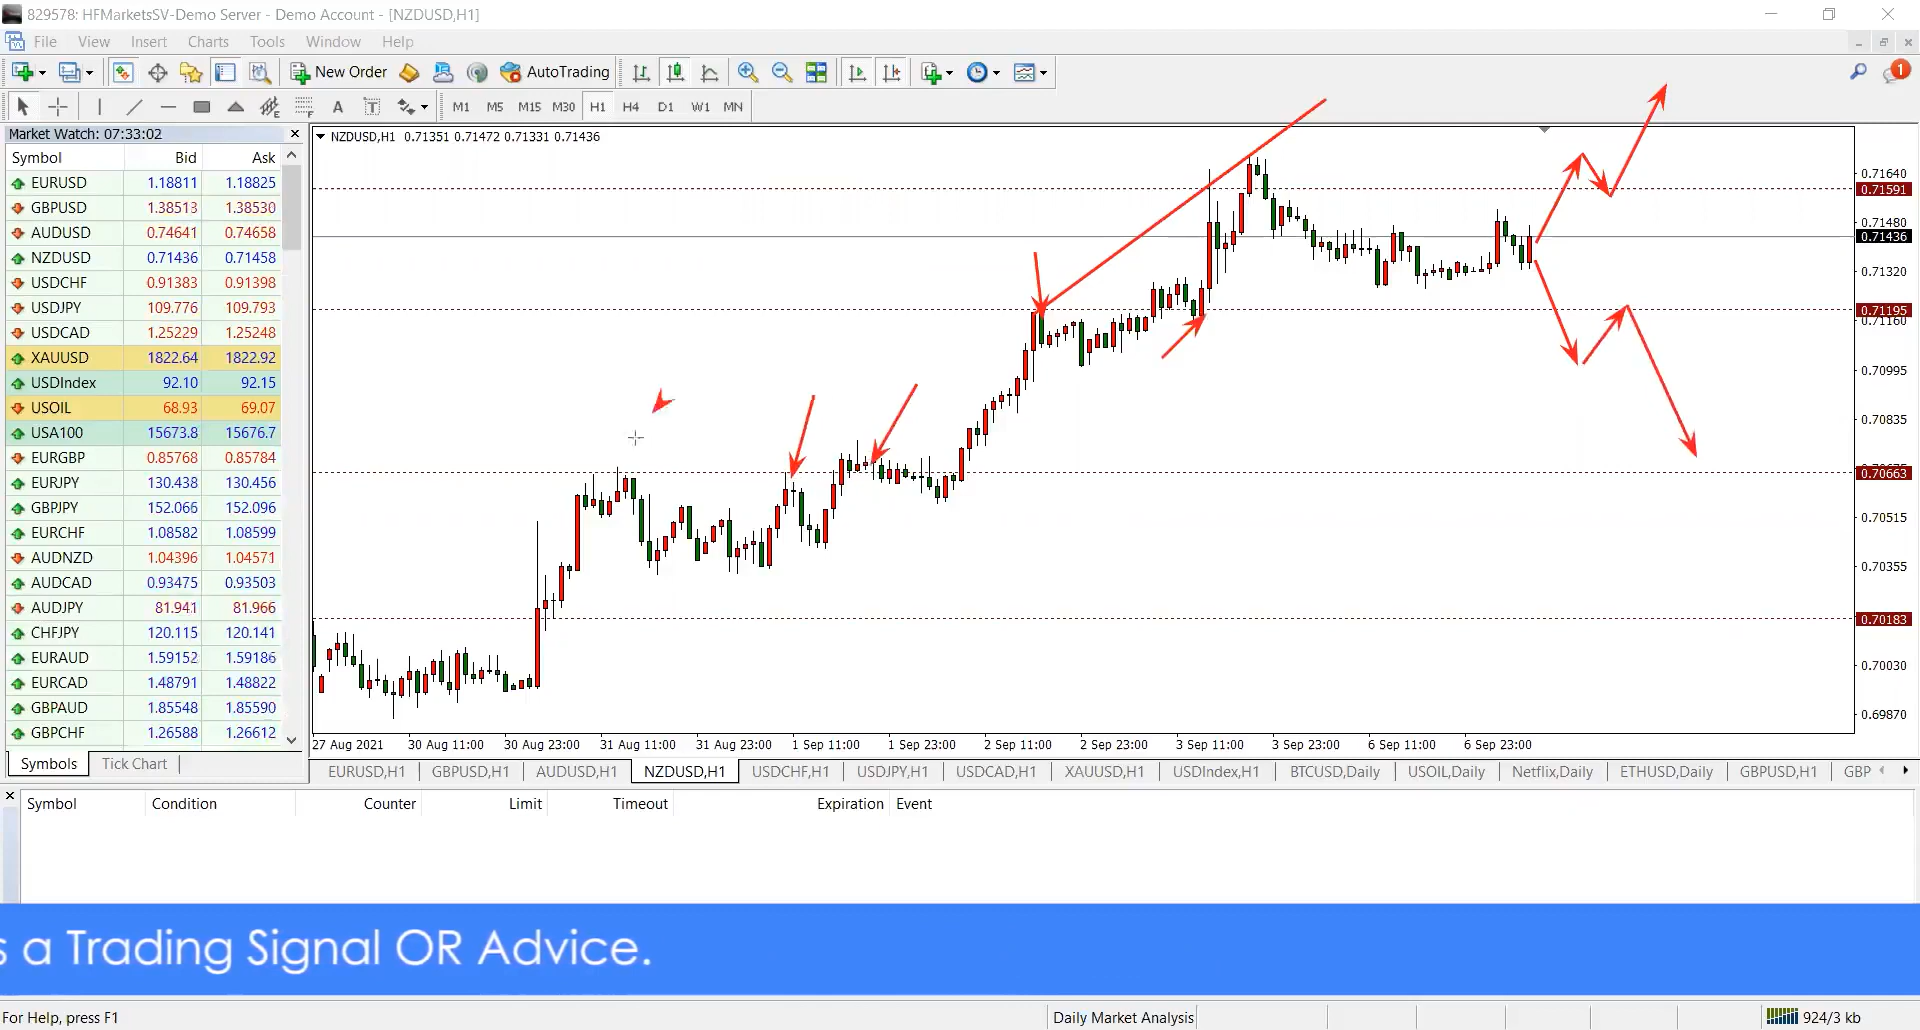 829578: HFMarketsSV-Demo Server - Demo Account - [NZDUSD,H1]
File View Insert Charts Tools Window Help
New Order AutoTrading 1
A T M1 M5 M15 M30 H1 H4 D1 W1 MN
Market Watch: 07:33:02
Symbol Bid Ask
EURUSD 1.18811 1.18825
GBPUSD 1.38513 1.38530
AUDUSD 0.74641 0.74658
NZDUSD 0.71436 0.71458
USDCHF 0.91383 0.91398
USDJPY 109.776 109.793
USDCAD 1.25229 1.25248
XAUUSD 1822.64 1822.92
USDIndex 92.10 92.15
USOIL 68.93 69.07
USA100 15673.8 15676.7
EURGBP 0.85768 0.85784
EURJPY 130.438 130.456
GBPJPY 152.066 152.096
EURCHF 1.08582 1.08599
AUDNZD 1.04396 1.04571
AUDCAD 0.93475 0.93503
AUDJPY 81.941 81.966
CHFJPY 120.115 120.141
EURAUD 1.59152 1.59186
EURCAD 1.48791 1.48822
GBPAUD 1.85548 1.85590
GBPCHF 1.26588 1.26612
Symbols Tick Chart
NZDUSD,H1 0.71351 0.71472 0.71331 0.71436
0.71640
0.71591
0.71480
0.71436
0.71320
0.71195
0.71160
0.70995
0.70835
0.70663
0.70515
0.70355
0.70183
0.70030
0.69870
27 Aug 2021 30 Aug 11:00 30 Aug 23:00 31 Aug 11:00 31 Aug 23:00 1 Sep 11:00 1 Sep 23:00 2 Sep 11:00 2 Sep 23:00 3 Sep 11:00 3 Sep 23:00 6 Sep 11:00 6 Sep 23:00
EURUSD,H1 GBPUSD,H1 AUDUSD,H1 NZDUSD,H1 USDCHF,H1 USDJPY,H1 USDCAD,H1 XAUUSD,H1 USDIndex,H1 BTCUSD,Daily USOIL,Daily Netflix,Daily ETHUSD,Daily GBPUSD,H1 GBP
Symbol Condition Counter Limit Timeout Expiration Event
s a Trading Signal OR Advice.
For Help, press F1 Daily Market Analysis 924/3 kb